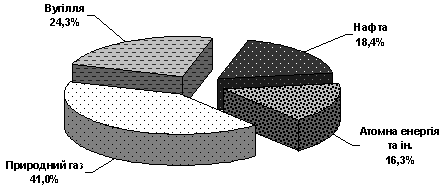 Вугілля
24,3%
Нафта
18,4%
Атомна енергія
та ін.
16,3%
Природний газ
41,0%